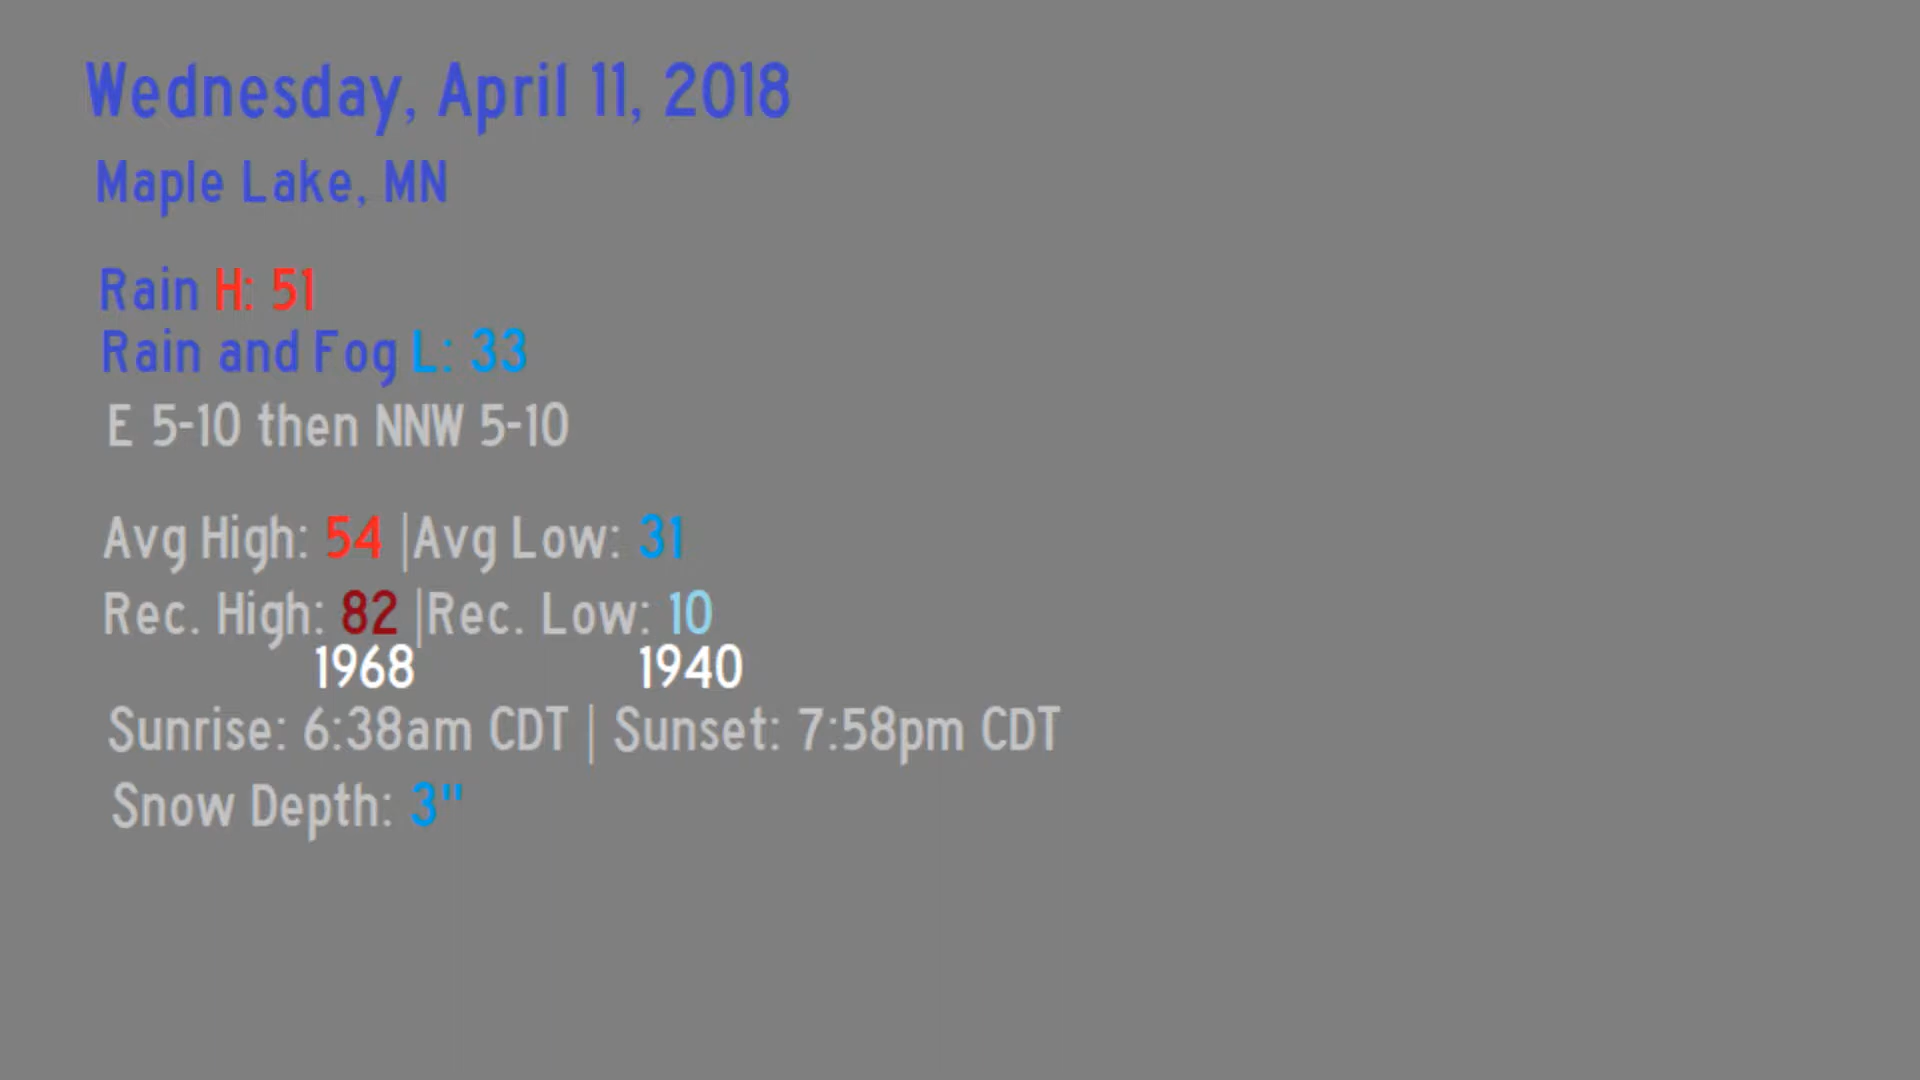 Wednesday, April 11, 2018
Maple Lake, MN
Rain H: 51
Rain and Fog L: 33
E 5-10 then NNW 5-10
Avg High: 54 |Avg Low: 31
Rec. High: 82 |Rec. Low: 10
1968 1940
Sunrise: 6:38am CDT | Sunset: 7:58pm CDT
Snow Depth: 3"